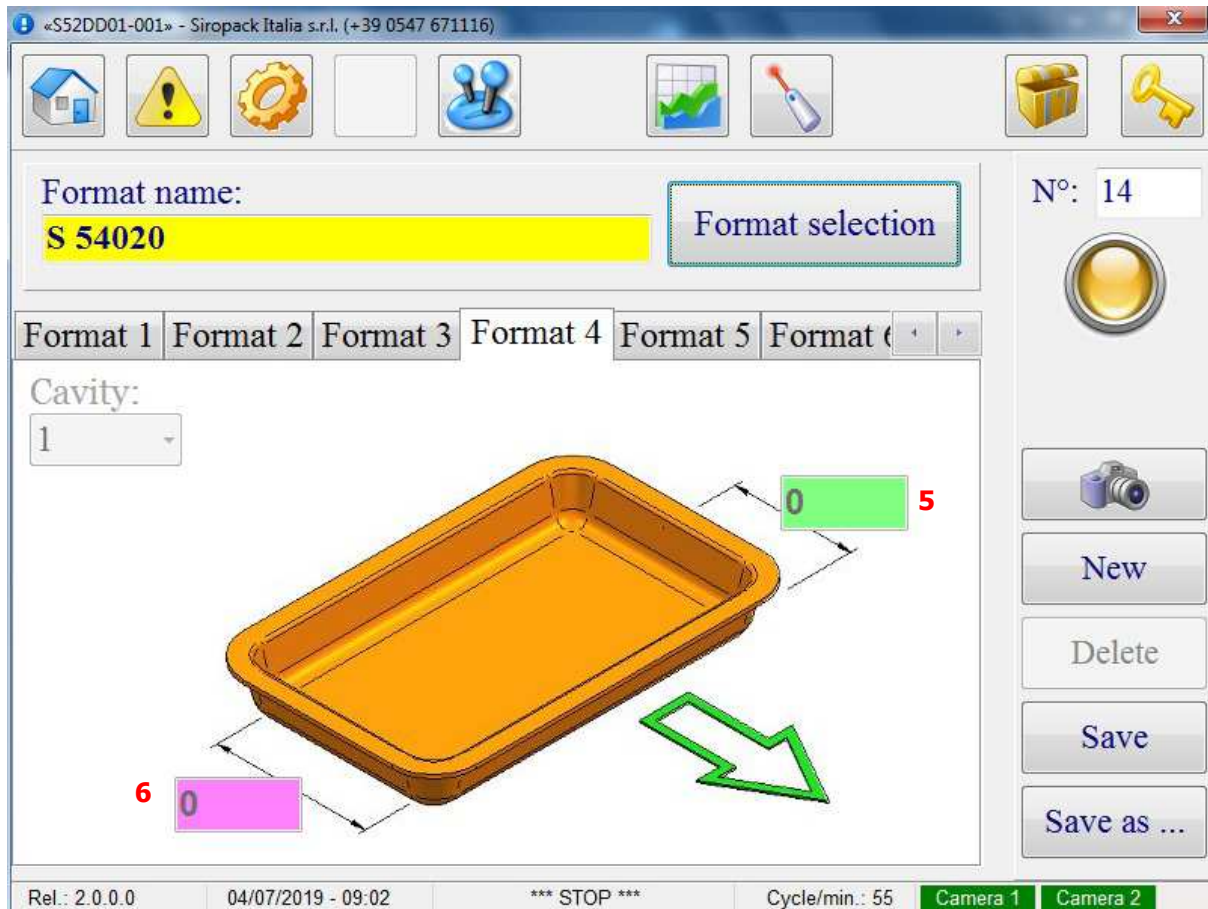 «S52DD01-001» - Siropack Italia s.r.l. (+39 0547 671116)
Format name:
S 54020
Format selection
N°: 14
Format 1 Format 2 Format 3 Format 4 Format 5 Format
Cavity:
1
0 5
6 0
New
Delete
Save
Save as ...
Rel.: 2.0.0.0 04/07/2019 - 09:02 *** STOP *** Cycle/min.: 55 Camera 1 Camera 2